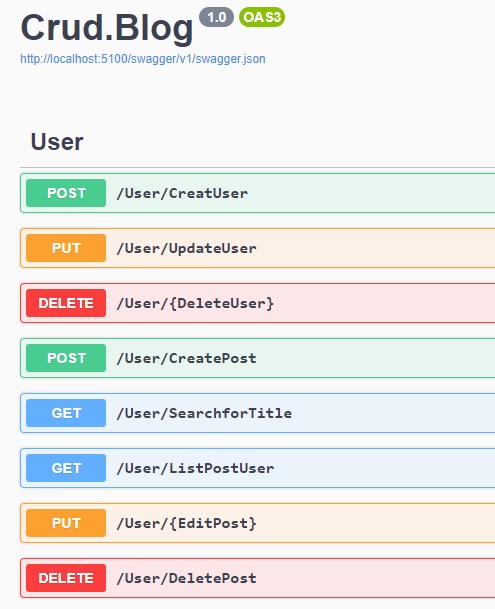 Crud.Blog 1.0 OAS3
http://localhost:5100/swagger/v1/swagger.json
User
POST /User/CreatUser
PUT /User/UpdateUser
DELETE /User/{DeleteUser}
POST /User/CreatePost
GET /User/SearchforTitle
GET /User/ListPostUser
PUT /User/{EditPost}
DELETE /User/DeletePost